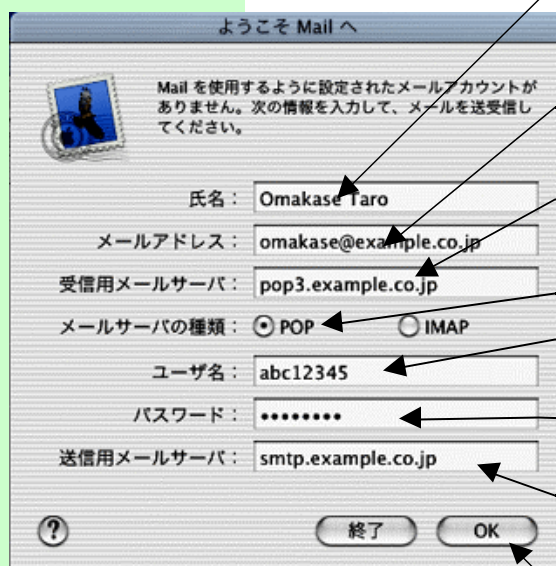 ようこそ Mail へ
Mail を使用するように設定されたメールアカウントが
ありません。次の情報を入力して、メールを送受信し
てください。
氏名： Omakase Taro
メールアドレス： omakase@example.co.jp
受信用メールサーバ： pop3.example.co.jp
メールサーバの種類： POP IMAP
ユーザ名： abc12345
パスワード： ••••••••
送信用メールサーバ： smtp.example.co.jp
? 終了 OK